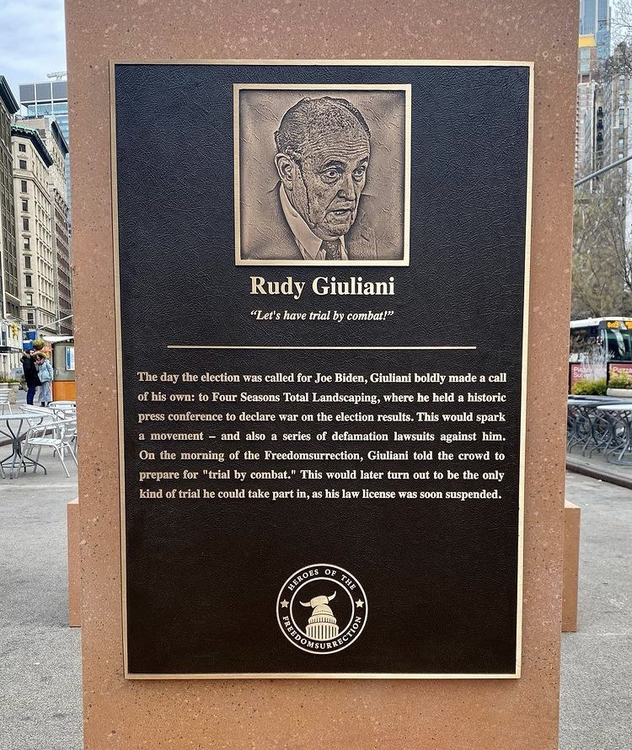 Rudy Giuliani
“Let's have trial by combat!”
The day the election was called for Joe Biden, Giuliani boldly made a call
of his own: to Four Seasons Total Landscaping, where he held a historic
press conference to declare war on the election results. This would spark
a movement – and also a series of defamation lawsuits against him.
On the morning of the Freedomsurrection, Giuliani told the crowd to
prepare for "trial by combat." This would later turn out to be the only
kind of trial he could take part in, as his law license was soon suspended.
HEROES OF THE
FREEDOMSURRECTION